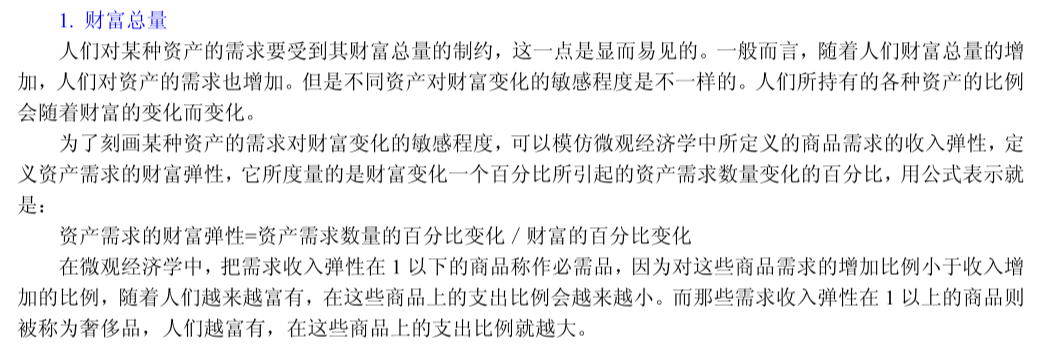 1. 财富总量
人们对某种资产的需求要受到其财富总量的制约，这一点是显而易见的。一般而言，随着人们财富总量的增
加，人们对资产的需求也增加。但是不同资产对财富变化的敏感程度是不一样的。人们所持有的各种资产的比例
会随着财富的变化而变化。
为了刻画某种资产的需求对财富变化的敏感程度，可以模仿微观经济学中所定义的商品需求的收入弹性，定
义资产需求的财富弹性，它所度量的是财富变化一个百分比所引起的资产需求数量变化的百分比，用公式表示就
是：
资产需求的财富弹性=资产需求数量的百分比变化／财富的百分比变化
在微观经济学中，把需求收入弹性在 1 以下的商品称作必需品，因为对这些商品需求的增加比例小于收入增
加的比例，随着人们越来越富有，在这些商品上的支出比例会越来越小。而那些需求收入弹性在 1 以上的商品则
被称为奢侈品，人们越富有，在这些商品上的支出比例就越大。